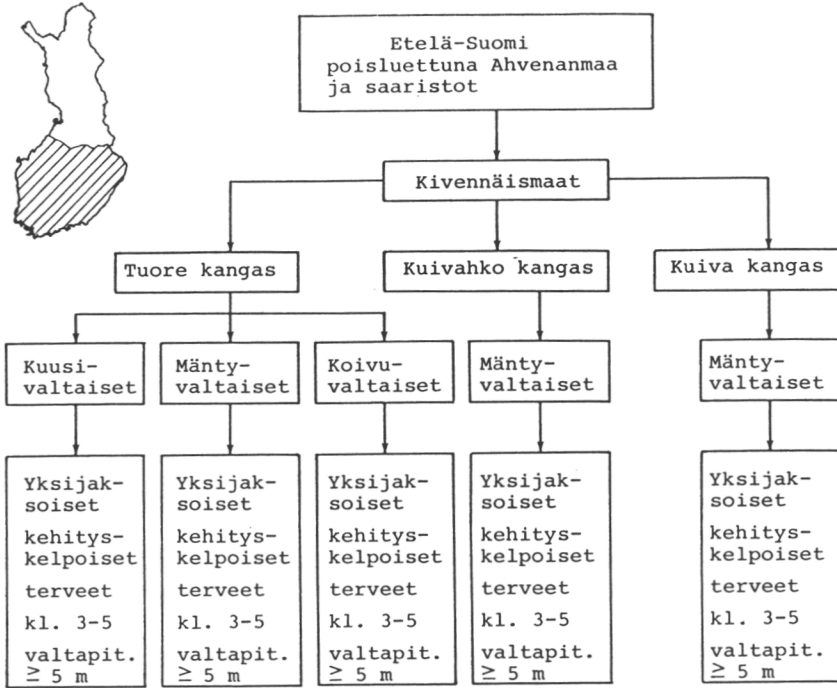 Etelä-Suomi
poisluettuna Ahvenanmaa
ja saaristot
Kivennäismaat
Tuore kangas
Kuivahko kangas
Kuiva kangas
Kuusi-
valtaiset
Mänty-
valtaiset
Koivu-
valtaiset
Mänty-
valtaiset
Mänty-
valtaiset
Yksijak-
soiset
kehitys-
kelpoiset
terveet
kl. 3-5
valtapit.
≥ 5 m
Yksijak-
soiset
kehitys-
kelpoiset
terveet
kl. 3-5
valtapit.
≥ 5 m
Yksijak-
soiset
kehitys-
kelpoiset
terveet
kl. 3-5
valtapit.
≥ 5 m
Yksijak-
soiset
kehitys-
kelpoiset
terveet
kl. 3-5
valtapit.
≥ 5 m
Yksijak-
soiset
kehitys-
kelpoiset
terveet
kl. 3-5
valtapit.
≥ 5 m